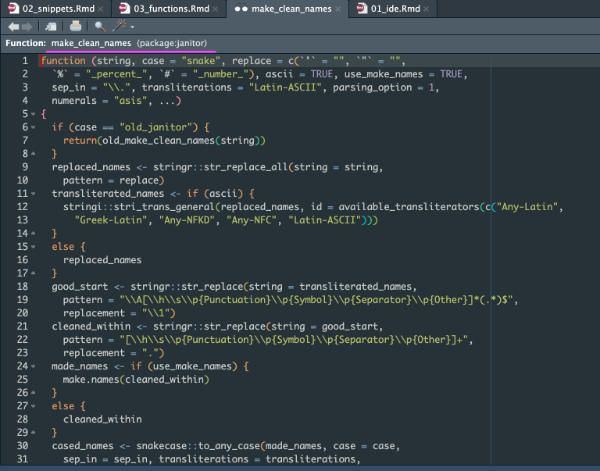 02_snippets.Rmd × 03_functions.Rmd × make_clean_names × 01_ide.Rmd ×
Function: make_clean_names (package:janitor)
1 function (string, case = "snake", replace = c(`'` = "", `"` = "",
2 `%` = "_percent_", `#` = "_number_"), ascii = TRUE, use_make_names = TRUE,
3 sep_in = "\\.", transliterations = "Latin-ASCII", parsing_option = 1,
4 numerals = "asis", ...)
5 {
6 if (case == "old_janitor") {
7 return(old_make_clean_names(string))
8 }
9 replaced_names <- stringr::str_replace_all(string = string,
10 pattern = replace)
11 transliterated_names <- if (ascii) {
12 stringi::stri_trans_general(replaced_names, id = available_transliterators(c("Any-Latin",
13 "Greek-Latin", "Any-NFKD", "Any-NFC", "Latin-ASCII")))
14 }
15 else {
16 replaced_names
17 }
18 good_start <- stringr::str_replace(string = transliterated_names,
19 pattern = "\\A[\\h\\s\\p{Punctuation}\\p{Symbol}\\p{Separator}\\p{Other}]*(.*)$",
20 replacement = "\\1")
21 cleaned_within <- stringr::str_replace(string = good_start,
22 pattern = "[\\h\\s\\p{Punctuation}\\p{Symbol}\\p{Separator}\\p{Other}]+",
23 replacement = ".")
24 made_names <- if (use_make_names) {
25 make.names(cleaned_within)
26 }
27 else {
28 cleaned_within
29 }
30 cased_names <- snakecase::to_any_case(made_names, case = case,
31 sep_in = sep_in, transliterations = transliterations,